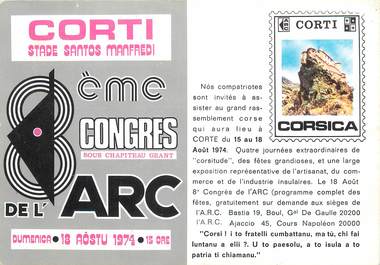 CORTI
STADE SANTOS MANFREDI
8ème
CONGRES
SOUS CHAPITEAU GEANT
DE L'ARC
DUMENICA • 18 AÔSTU 1974 • 15 ORE
CORTI
CORSICA
Nós compatriotes
sont invités à as-
sister au grand ras-
semblement corse
qui aura lieu à
CORTE du 15 au 18
Août 1974. Quatre journées extraordinaires de
"corsitude", des fêtes grandioses, et une large
exposition représentative de l'artisanat, du com-
merce et de l'industrie insulaires. Le 18 Août
8º Congrès de l'ARC (programme complet des
fêtes, gratuitement sur demande aux sièges de
l'A.R.C. Bastia 19, Boul, Gal De Gaulle 20200
l'A.R.C. Ajaccio 45, Cours Napoléon 20000
"Corsi! i to fratelli cumbattanu, ma tù, chi fai
luntanu a elli ?. U to paesolu, a to isula a to
patria ti chiamanu."